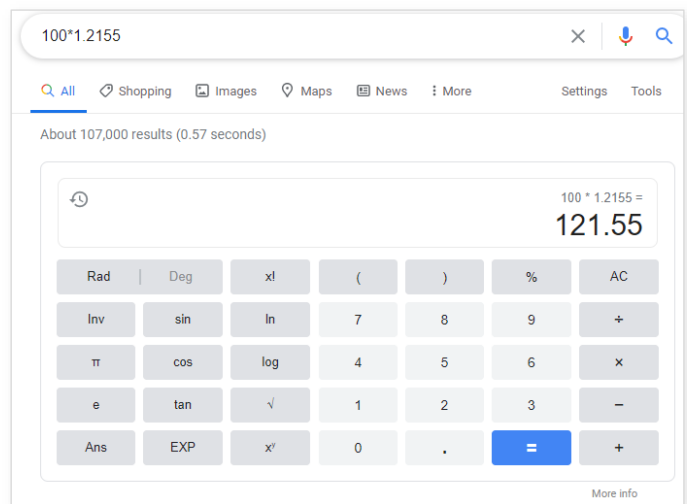 100*1.2155
All Shopping Images Maps News More Settings Tools
About 107,000 results (0.57 seconds)
100 * 1.2155 =
121.55
Rad | Deg x! ( ) % AC
Inv sin ln 7 8 9 ÷
π cos log 4 5 6 ×
e tan √ 1 2 3 −
Ans EXP xʸ 0 . = +
More info